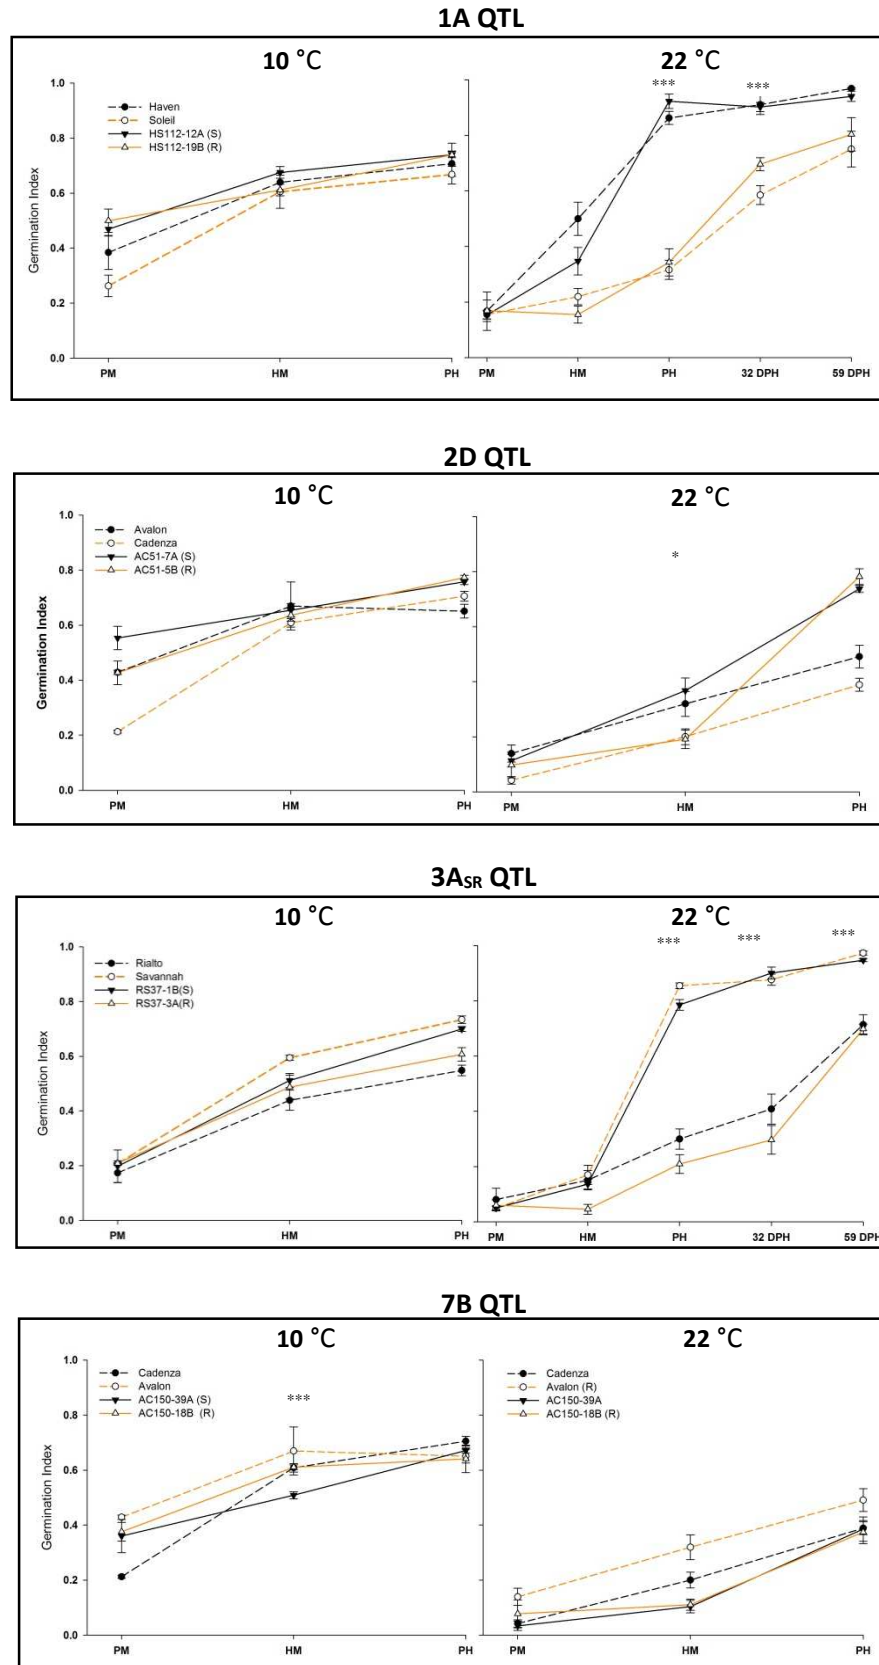 1A QTL
10 °C
22 °C
***
***
1.0
Haven
Soleil
HS112-12A (S)
HS112-19B (R)
0.8
0.6
0.4
0.2
0.0
Germination Index
PM
HM
PH
PM
HM
PH
32 DPH
59 DPH
2D QTL
10 °C
22 °C
*
1.0
Avalon
Cadenza
AC51-7A (S)
AC51-5B (R)
0.8
0.6
0.4
0.2
0.0
Germination Index
PM
HM
PH
PM
HM
PH
3ASR QTL
10 °C
22 °C
***
***
***
1.0
Rialto
Savannah
RS37-1B(S)
RS37-3A(R)
0.8
0.6
0.4
0.2
0.0
Germination Index
PM
HM
PH
PM
HM
PH
32 DPH
59 DPH
7B QTL
10 °C
22 °C
1.0
Cadenza
Avalon
AC150-39A (S)
AC150-18B (R)
***
0.8
0.6
0.4
0.2
0.0
Germination Index
PM
HM
PH
Cadenza
Avalon (R)
AC150-39A
AC150-18B (R)
PM
HM
PH